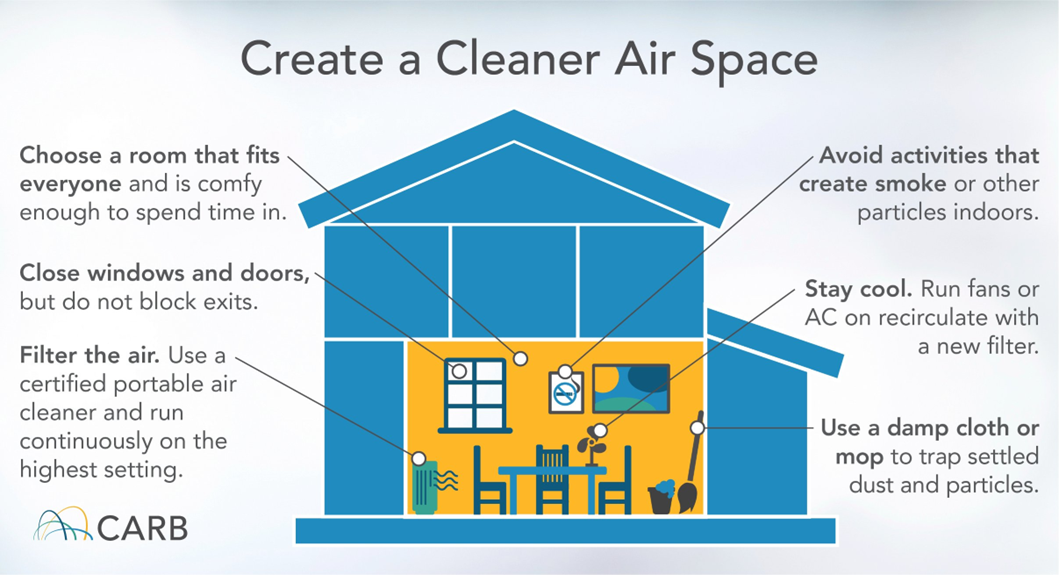 Create a Cleaner Air Space
Choose a room that fits
everyone and is comfy
enough to spend time in.
Close windows and doors,
but do not block exits.
Filter the air. Use a
certified portable air
cleaner and run
continuously on the
highest setting.
Avoid activities that
create smoke or other
particles indoors.
Stay cool. Run fans or
AC on recirculate with
a new filter.
Use a damp cloth or
mop to trap settled
dust and particles.
CARB